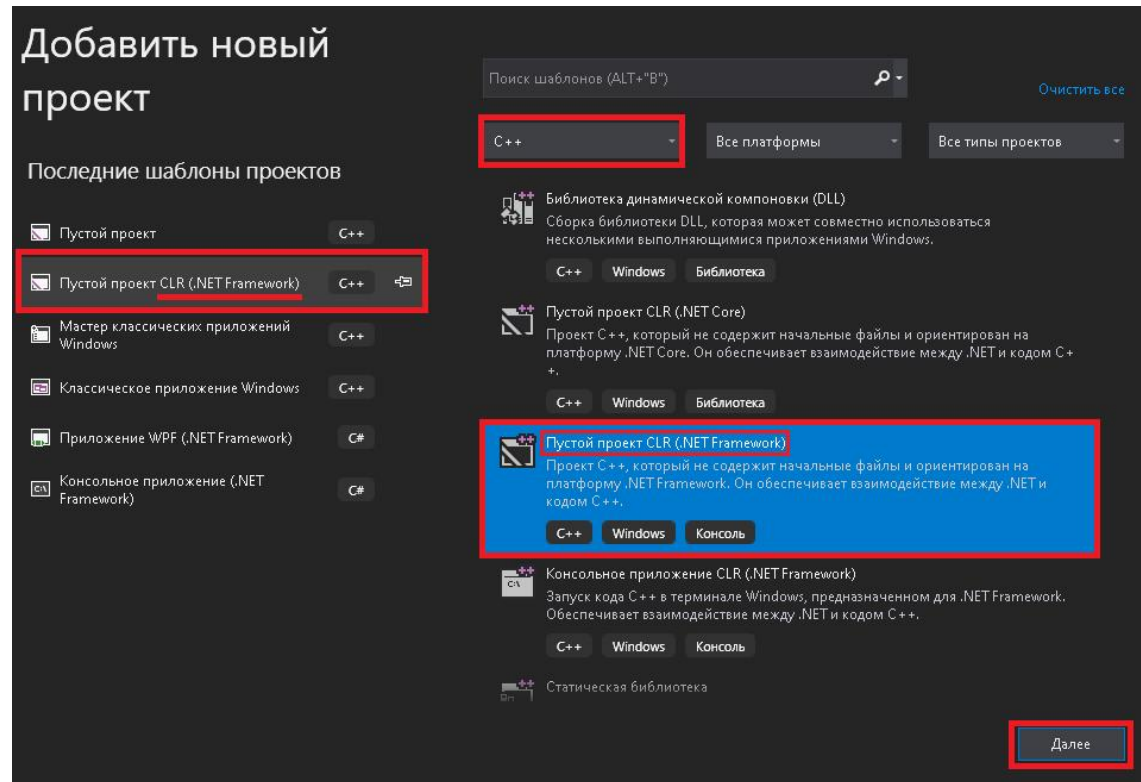 Добавить новый
проект
Последние шаблоны проектов
Пустой проект C++
Пустой проект CLR (.NET Framework) C++
Мастер классических приложений
Windows C++
Классическое приложение Windows C++
Приложение WPF (.NET Framework) C#
Консольное приложение (.NET
Framework) C#
Поиск шаблонов (ALT+"В")
Очистить все
C++ Все платформы Все типы проектов
Библиотека динамической компоновки (DLL)
Сборка библиотеки DLL, которая может совместно использоваться
несколькими выполняющимися приложениями Windows.
C++ Windows Библиотека
Пустой проект CLR (.NET Core)
Проект C++, который не содержит начальные файлы и ориентирован на
платформу .NET Core. Он обеспечивает взаимодействие между .NET и кодом C+
+.
C++ Windows Библиотека
Пустой проект CLR (.NET Framework)
Проект C++, который не содержит начальные файлы и ориентирован на
платформу .NET Framework. Он обеспечивает взаимодействие между .NET и
кодом C++.
C++ Windows Консоль
Консольное приложение CLR (.NET Framework)
Запуск кода C++ в терминале Windows, предназначенном для .NET Framework.
Обеспечивает взаимодействие между .NET и кодом C++.
C++ Windows Консоль
Статическая библиотека
Далее